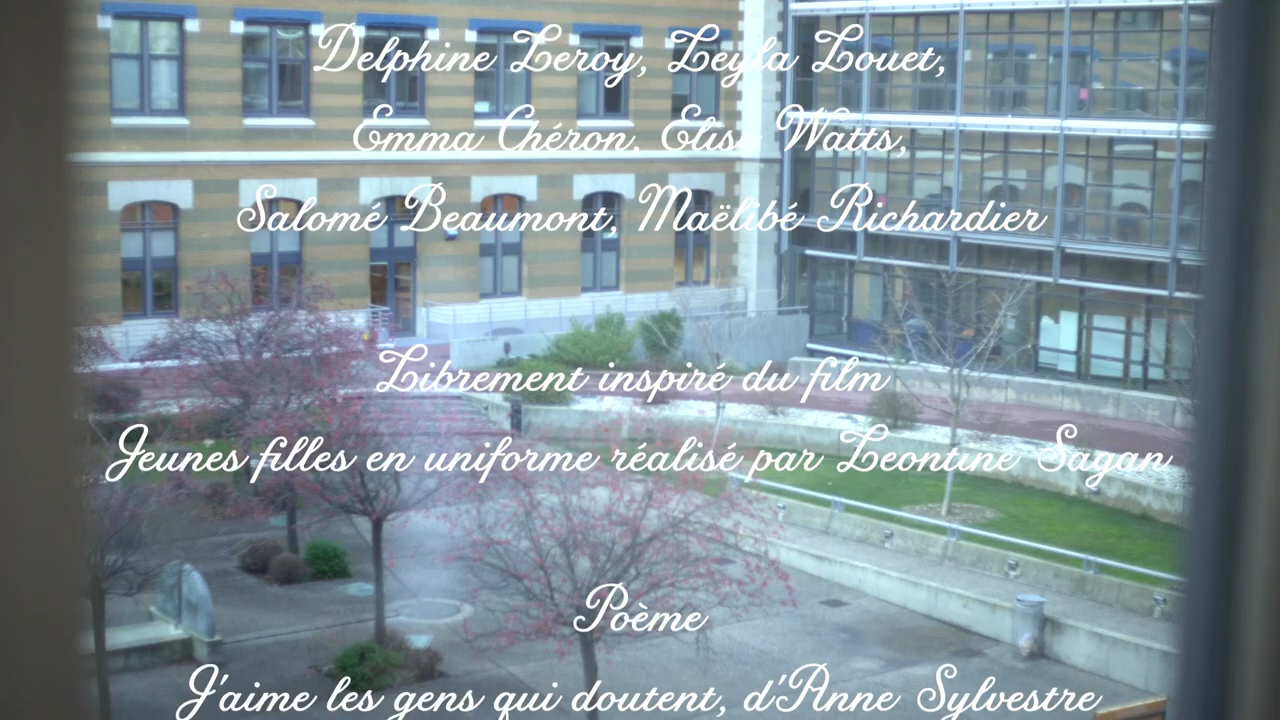 Delphine Leroy, Leyla Louet,
Emma Chéron, Elise Watts,
Salomé Beaumont, Maëlibé Richardier
Librement inspiré du film
Jeunes filles en uniforme réalisé par Leontine Sagan
Poème
J'aime les gens qui doutent, d'Anne Sylvestre